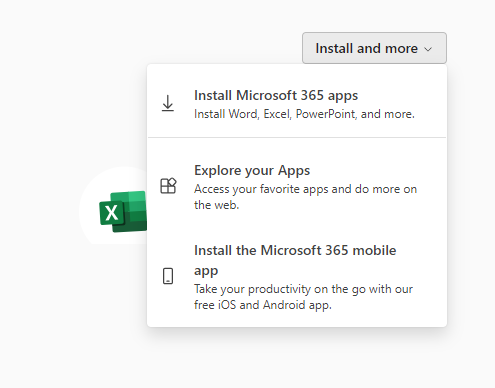 Install and more
Install Microsoft 365 apps
Install Word, Excel, PowerPoint, and more.
Explore your Apps
Access your favorite apps and do more on
the web.
Install the Microsoft 365 mobile
app
Take your productivity on the go with our
free iOS and Android app.
X